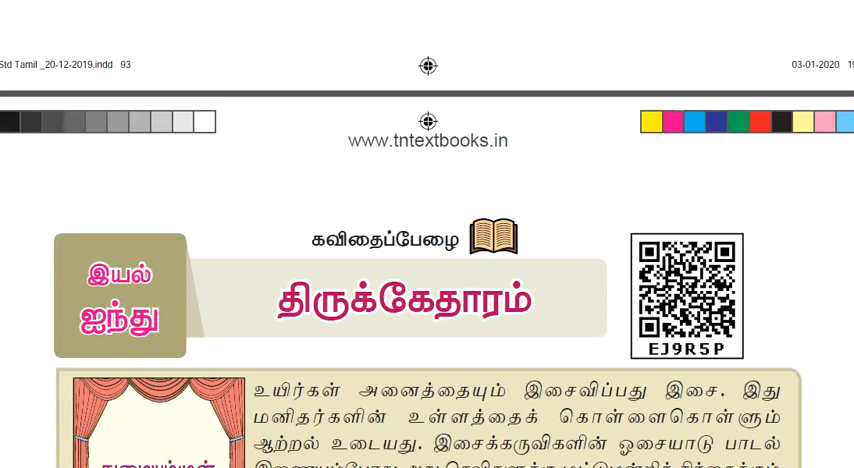 Std Tamil _20-12-2019.indd 93
03-01-2020
www.tntextbooks.in
கவிதைப்பேழை
இயல்
ஐந்து
திருக்கேதாரம்
EJ9R5P
உயிர்கள் அனைத்தையும் இசைவிப்பது இசை. இது
மனிதர்களின் உள்ளத்தைக் கொள்ளைகொள்ளும்
ஆற்றல் உடையது. இசைக்கருவிகளின் ஓசையாடு பாடல்